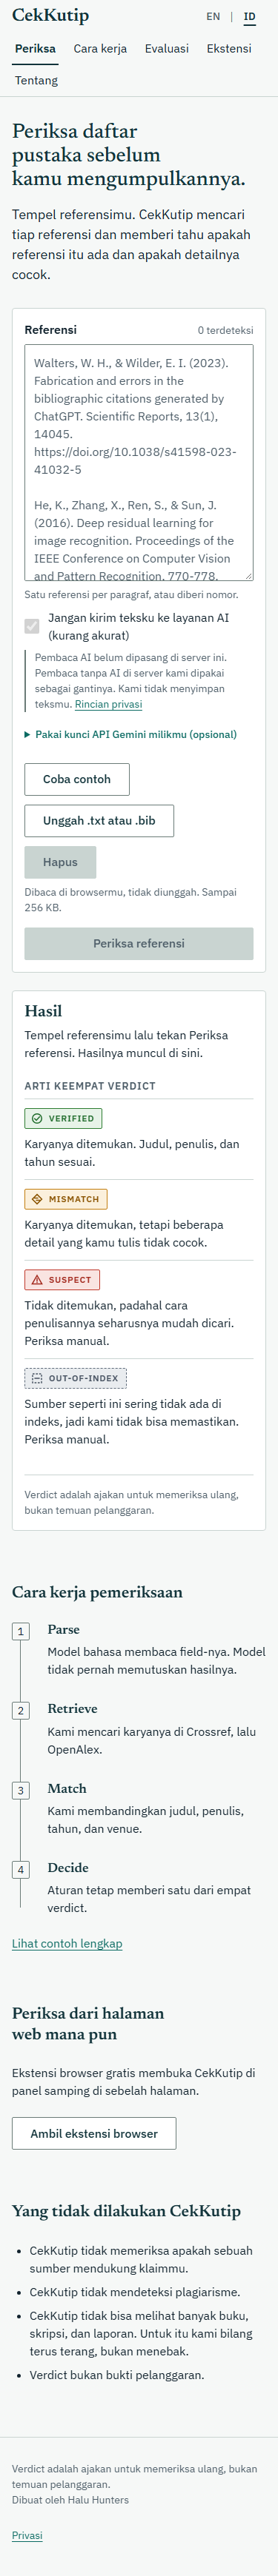 CekKutip
EN | ID
Periksa Cara kerja Evaluasi Ekstensi
Tentang
Periksa daftar
pustaka sebelum
kamu mengumpulkannya.
Tempel referensimu. CekKutip mencari
tiap referensi dan memberi tahu apakah
referensi itu ada dan apakah detailnya
cocok.
Referensi 0 terdeteksi
Walters, W. H., & Wilder, E. I. (2023).
Fabrication and errors in the
bibliographic citations generated by
ChatGPT. Scientific Reports, 13(1),
14045.
https://doi.org/10.1038/s41598-023-
41032-5
He, K., Zhang, X., Ren, S., & Sun, J.
(2016). Deep residual learning for
image recognition. Proceedings of the
IEEE Conference on Computer Vision
and Pattern Recognition, 770-778.
Satu referensi per paragraf, atau diberi nomor.
Jangan kirim teksku ke layanan AI
(kurang akurat)
Pembaca AI belum dipasang di server ini.
Pembaca tanpa AI di server kami dipakai
sebagai gantinya. Kami tidak menyimpan
teksmu. Rincian privasi
Pakai kunci API Gemini milikmu (opsional)
Coba contoh
Unggah .txt atau .bib
Hapus
Dibaca di browsermu, tidak diunggah. Sampai
256 KB.
Periksa referensi
Hasil
Tempel referensimu lalu tekan Periksa
referensi. Hasilnya muncul di sini.
ARTI KEEMPAT VERDICT
VERIFIED
Karyanya ditemukan. Judul, penulis, dan
tahun sesuai.
MISMATCH
Karyanya ditemukan, tetapi beberapa
detail yang kamu tulis tidak cocok.
SUSPECT
Tidak ditemukan, padahal cara
penulisannya seharusnya mudah dicari.
Periksa manual.
OUT-OF-INDEX
Sumber seperti ini sering tidak ada di
indeks, jadi kami tidak bisa memastikan.
Periksa manual.
Verdict adalah ajakan untuk memeriksa ulang,
bukan temuan pelanggaran.
Cara kerja pemeriksaan
1 Parse
Model bahasa membaca field-nya. Model
tidak pernah memutuskan hasilnya.
2 Retrieve
Kami mencari karyanya di Crossref, lalu
OpenAlex.
3 Match
Kami membandingkan judul, penulis,
tahun, dan venue.
4 Decide
Aturan tetap memberi satu dari empat
verdict.
Lihat contoh lengkap
Periksa dari halaman
web mana pun
Ekstensi browser gratis membuka CekKutip di
panel samping di sebelah halaman.
Ambil ekstensi browser
Yang tidak dilakukan CekKutip
• CekKutip tidak memeriksa apakah sebuah
sumber mendukung klaimmu.
• CekKutip tidak mendeteksi plagiarisme.
• CekKutip tidak bisa melihat banyak buku,
skripsi, dan laporan. Untuk itu kami bilang
terus terang, bukan menebak.
• Verdict bukan bukti pelanggaran.
Verdict adalah ajakan untuk memeriksa ulang, bukan
temuan pelanggaran.
Dibuat oleh Halu Hunters
Privasi